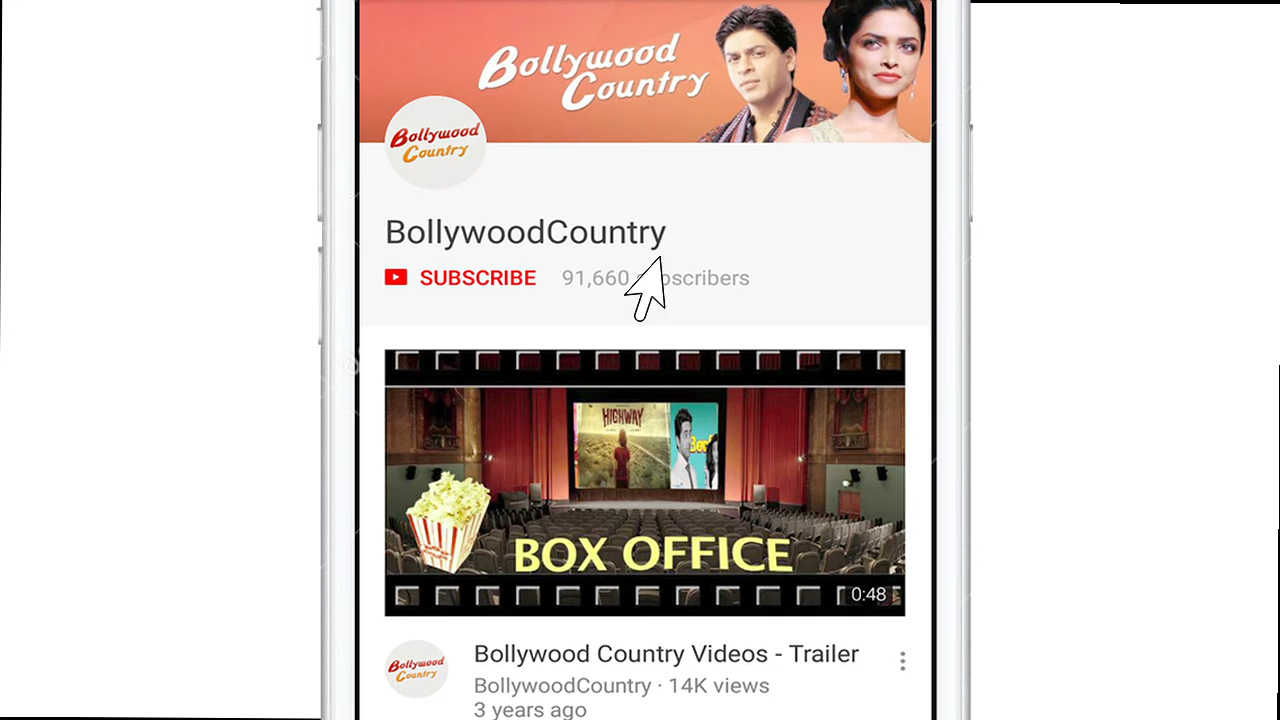 Bollywood
Country
Bollywood
Country
BollywoodCountry
SUBSCRIBE 91,660 subscribers
HIGHWAY
BOX OFFICE
0:48
Bollywood
Country
Bollywood Country Videos - Trailer
BollywoodCountry · 14K views
3 years ago